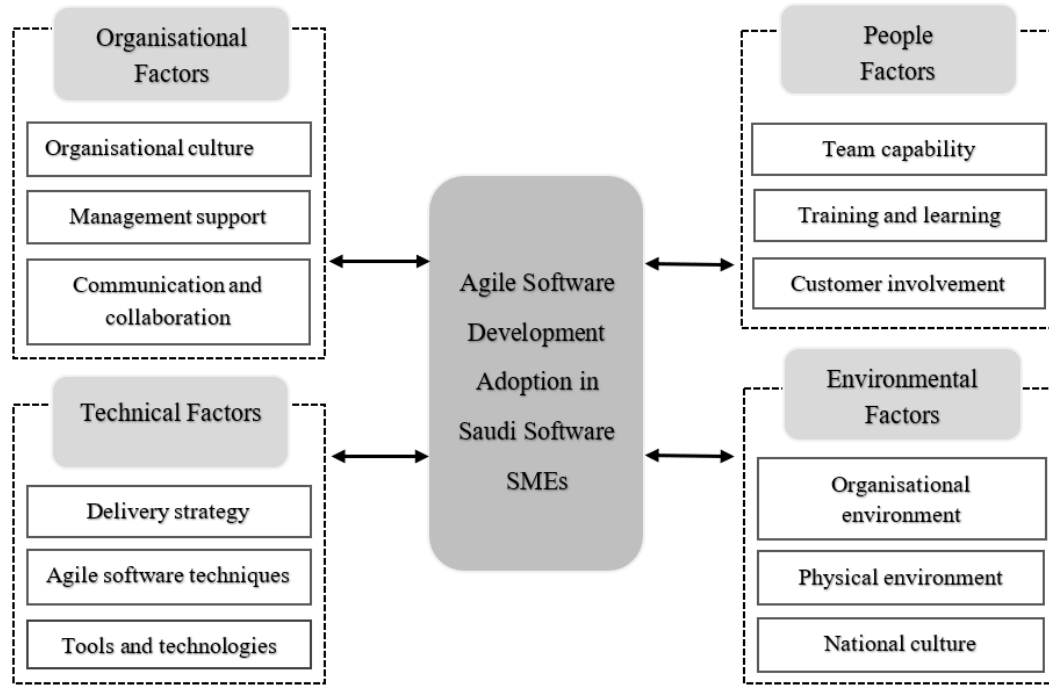 Organisational
Factors
Organisational culture
Management support
Communication and
collaboration
Technical Factors
Delivery strategy
Agile software techniques
Tools and technologies
Agile Software
Development
Adoption in
Saudi Software
SMEs
People
Factors
Team capability
Training and learning
Customer involvement
Environmental
Factors
Organisational
environment
Physical environment
National culture